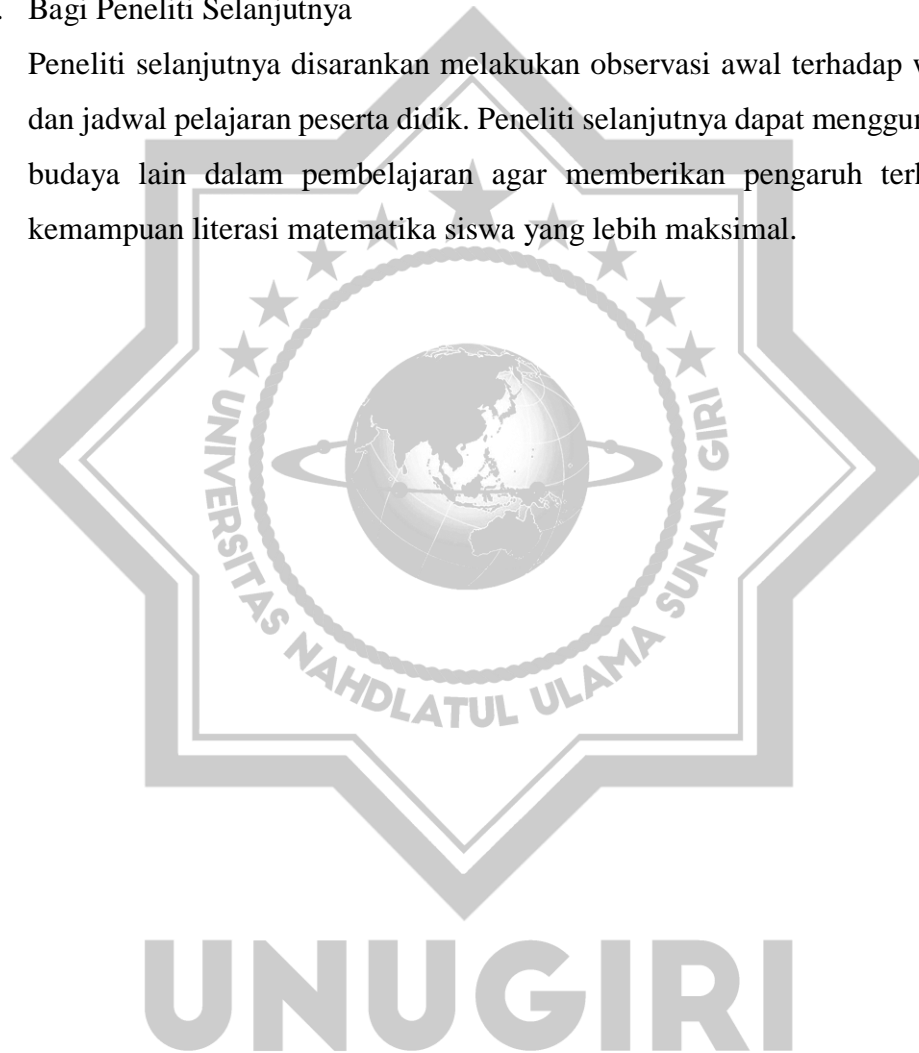 . Bagi Peneliti Selanjutnya
Peneliti selanjutnya disarankan melakukan observasi awal terhadap
dan jadwal pelajaran peserta didik. Peneliti selanjutnya dapat
budaya lain dalam pembelajaran agar memberikan pengaruh
kemampuan literasi matematika siswa yang lebih maksimal.
UNIVERSITAS NAHDLATUL ULAMA SUNAN GIRI
UNUGIRI